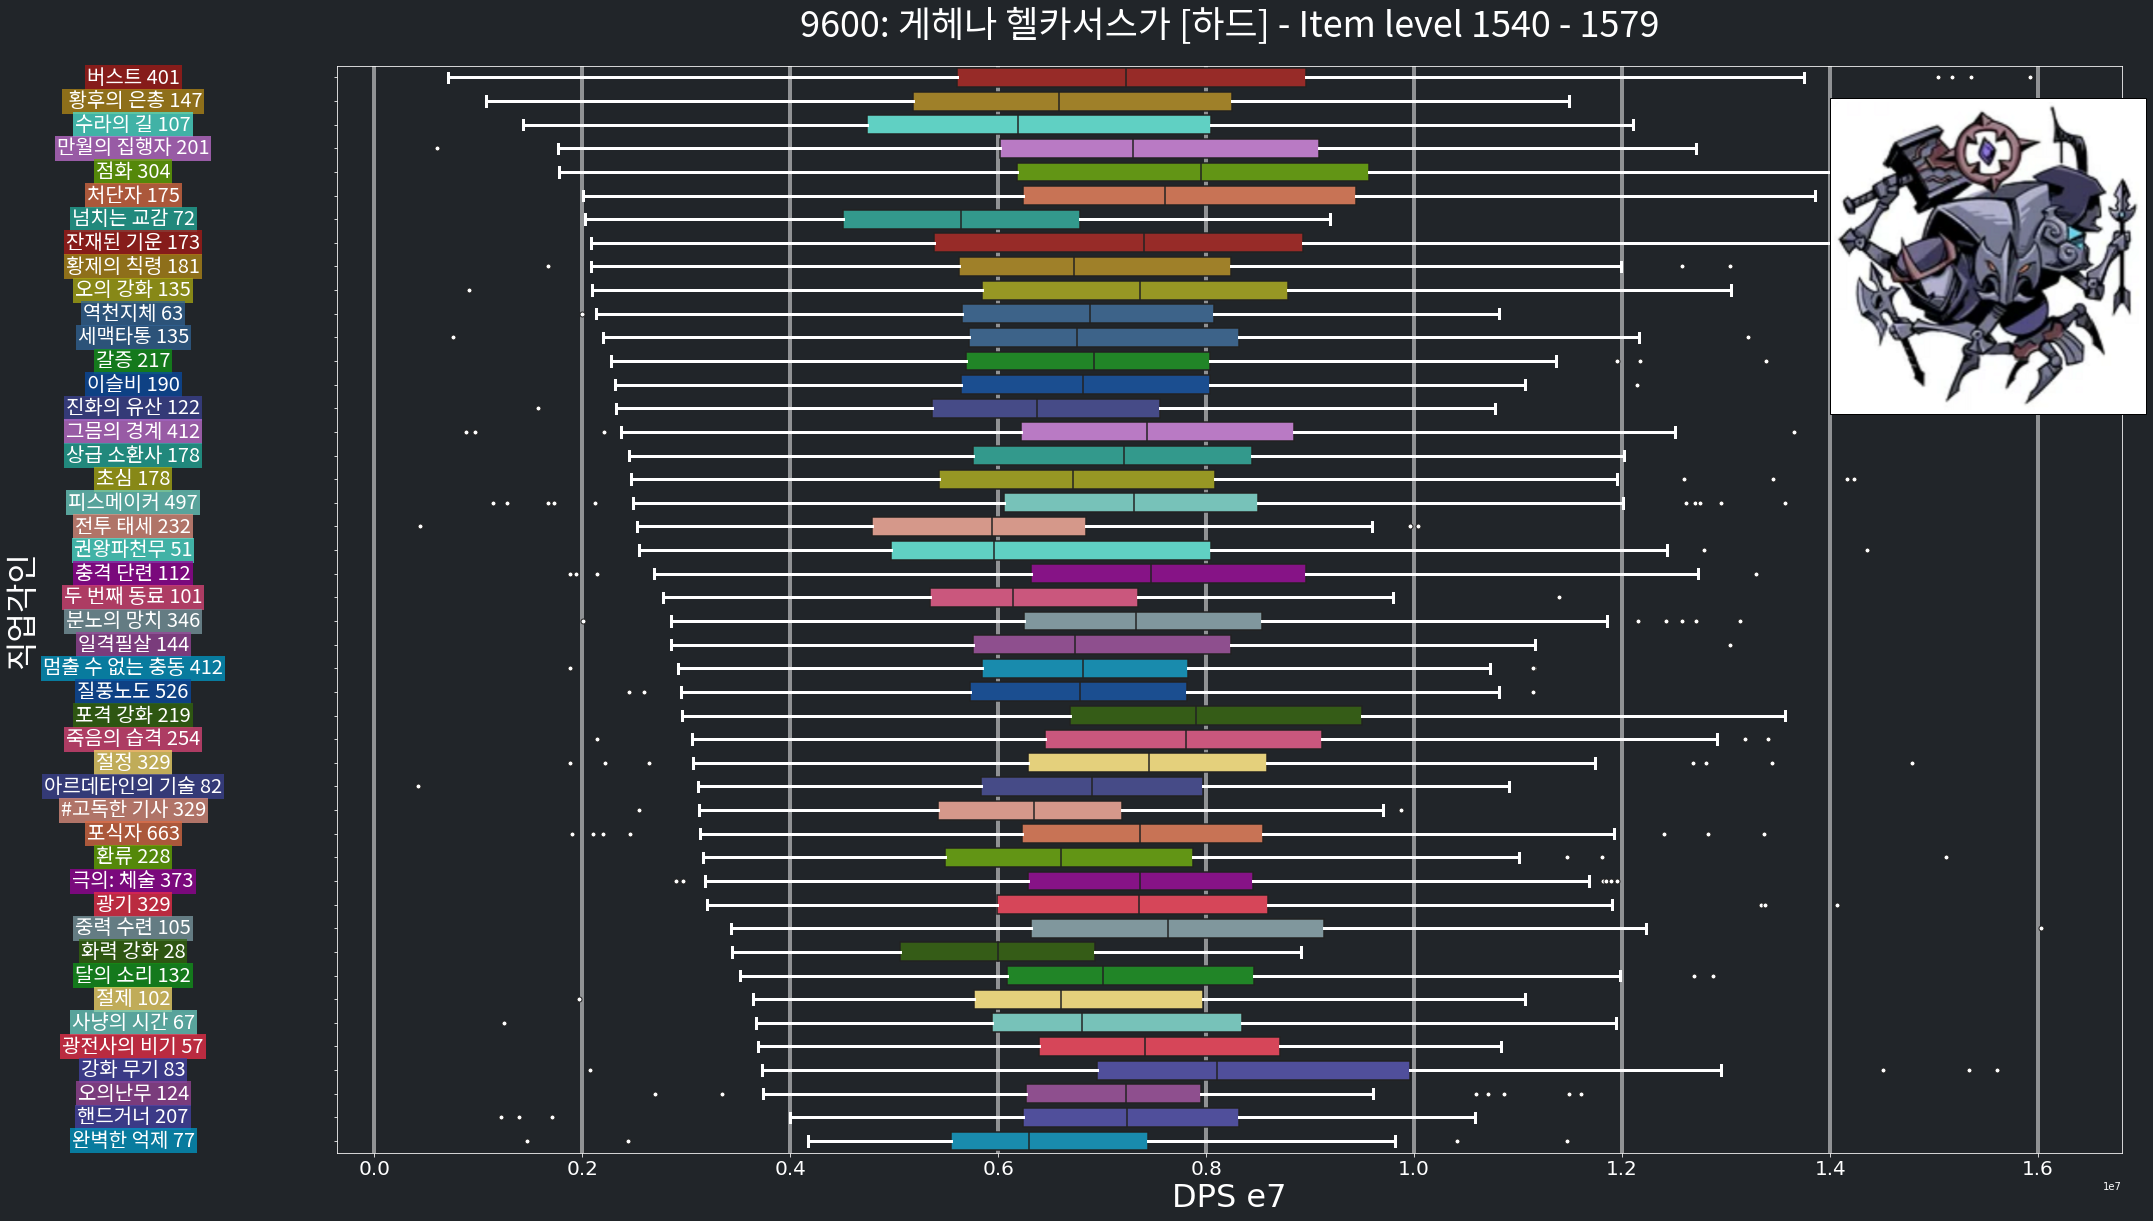 9600: 게헤나 헬카서스가 [하드] - Item level 1540 - 1579
버스트 401
황후의 은총 147
수라의 길 107
만월의 집행자 201
점화 304
처단자 175
넘치는 교감 72
잔재된 기운 173
황제의 칙령 181
오의 강화 135
역천지체 63
세맥타통 135
갈증 217
이슬비 190
진화의 유산 122
그믐의 경계 412
상급 소환사 178
초심 178
피스메이커 497
전투 태세 232
권왕파천무 51
충격 단련 112
두 번째 동료 101
분노의 망치 346
일격필살 144
멈출 수 없는 충동 412
질풍노도 526
포격 강화 219
죽음의 습격 254
절정 329
아르데타인의 기술 82
#고독한 기사 329
포식자 663
환류 228
극의: 체술 373
광기 329
중력 수련 105
화력 강화 28
달의 소리 132
절제 102
사냥의 시간 67
광전사의 비기 57
강화 무기 83
오의난무 124
핸드거너 207
완벽한 억제 77
직업각인
0.0 0.2 0.4 0.6 0.8 1.0 1.2 1.4 1.6
DPS e7
1e7